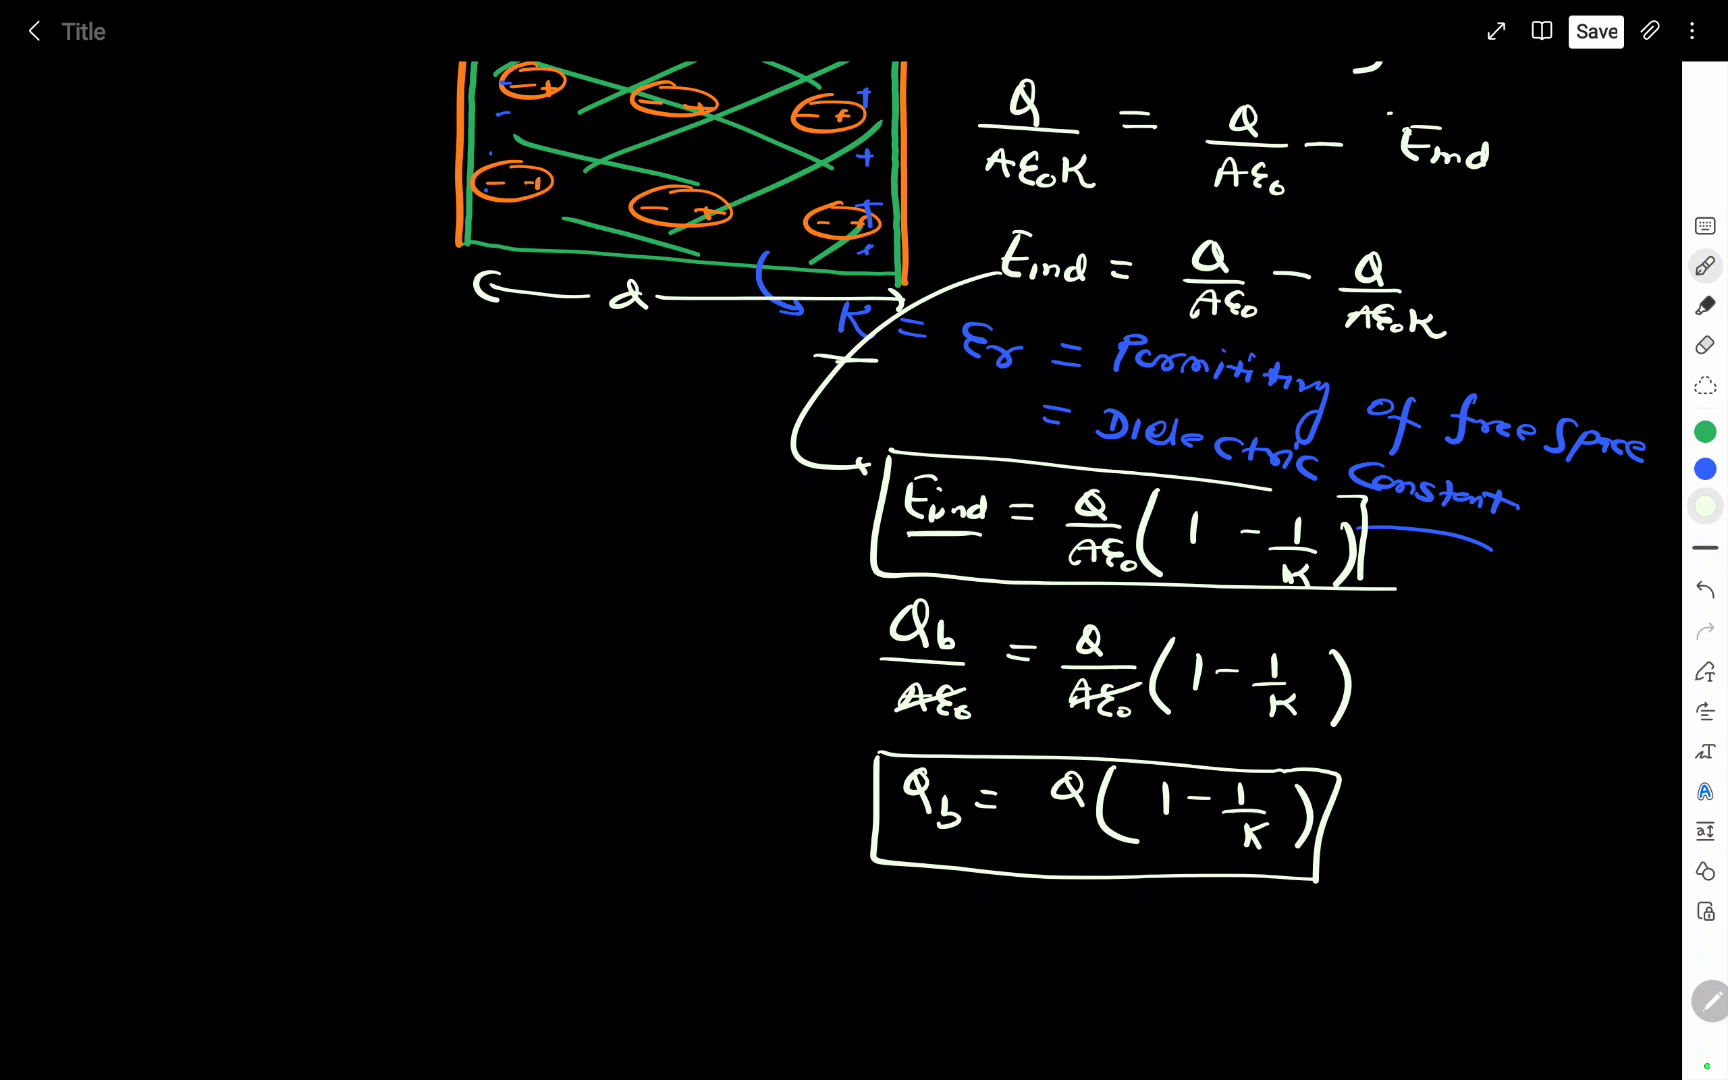 Title
Save
Q/(Aε₀K) = Q/(Aε₀) - Eind
Eind = Q/(Aε₀) - Q/(Aε₀K)
d
K = εr = Permitivity of free space
= Dielectric Constant
Eind = Q/(Aε₀) (1 - 1/K)
Qb/(Aε₀) = Q/(Aε₀) (1 - 1/K)
Qb = Q (1 - 1/K)